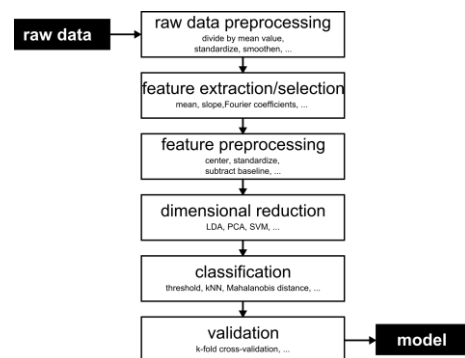 raw data
raw data preprocessing
divide by mean value,
standardize, smoothen, ...
feature extraction/selection
mean, slope,Fourier coefficients, ...
feature preprocessing
center, standardize,
subtract baseline, ...
dimensional reduction
LDA, PCA, SVM, ...
classification
threshold, kNN, Mahalanobis distance, ...
validation
k-fold cross-validation, ...
model